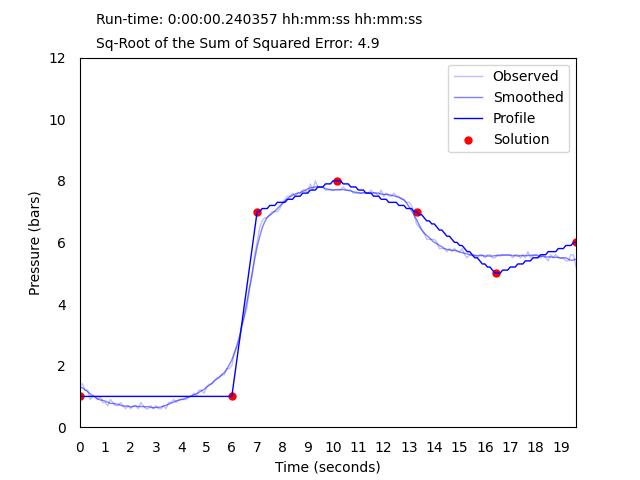 Run-time: 0:00:00.240357 hh:mm:ss hh:mm:ss
Sq-Root of the Sum of Squared Error: 4.9
Observed
Smoothed
Profile
Solution
12
10
8
6
4
2
0
Pressure (bars)
0 1 2 3 4 5 6 7 8 9 10 11 12 13 14 15 16 17 18 19
Time (seconds)